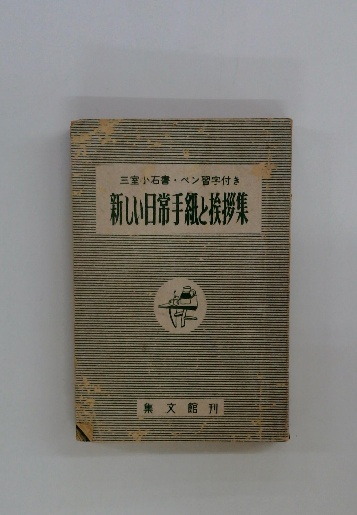 三室小石書・ペン習字付き
新しい日常手紙と挨拶集
集文館刊